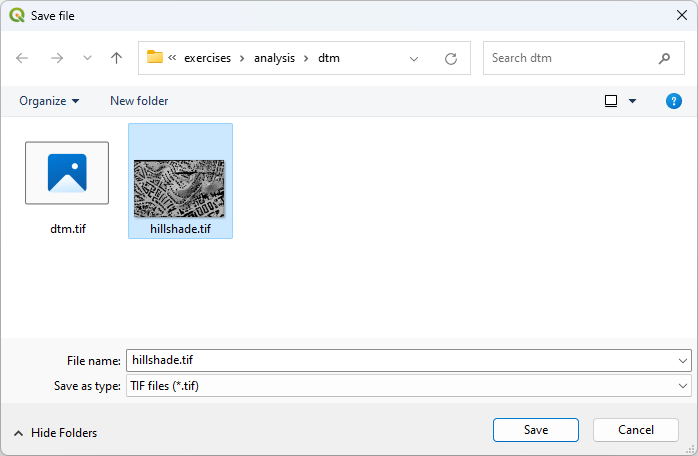 Save file
« exercises › analysis › dtm
Search dtm
Organize
New folder
?
dtm.tif
hillshade.tif
File name: hillshade.tif
Save as type: TIF files (*.tif)
Hide Folders
Save
Cancel